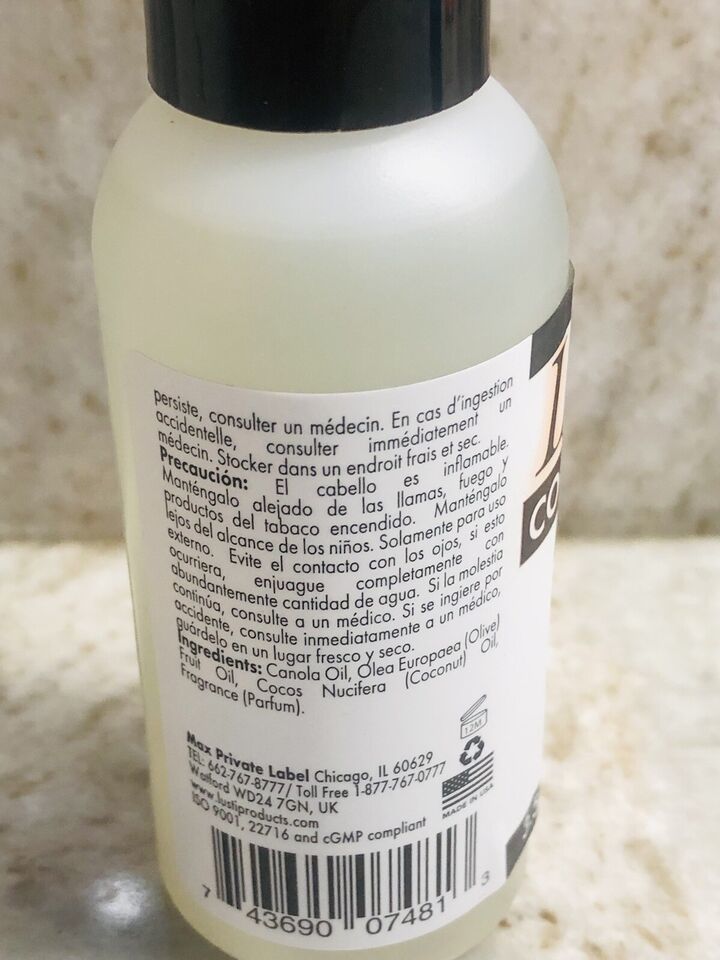 persiste, consulter un médecin. En cas d'ingestion
accidentelle, consulter immédiatement un
médecin. Stocker dans un endroit frais et sec.
Precaución: El cabello es inflamable.
Manténgalo alejado de las llamas, fuego y
productos del tabaco encendido. Manténgalo
lejos del alcance de los niños. Solamente para uso
externo. Evite el contacto con los ojos, si esto
ocurriera, enjuague completamente con
abundantemente cantidad de agua. Si la molestia
continúa, consulte a un médico. Si se ingiere por
accidente, consulte inmediatamente a un médico,
guárdelo en un lugar fresco y seco.
Ingredients: Canola Oil, Olea Europaea (Olive)
Fruit Oil, Cocos Nucifera (Coconut) Oil,
Fragrance (Parfum).
Max Private Label Chicago, IL 60629
TEL: 662-767-8777/ Toll Free 1-877-767-0777
Watford WD24 7GN, UK
www.lustiproducts.com
ISO 9001, 22716 and cGMP compliant
12M
MADE IN USA
7 43690 07481 3
CO